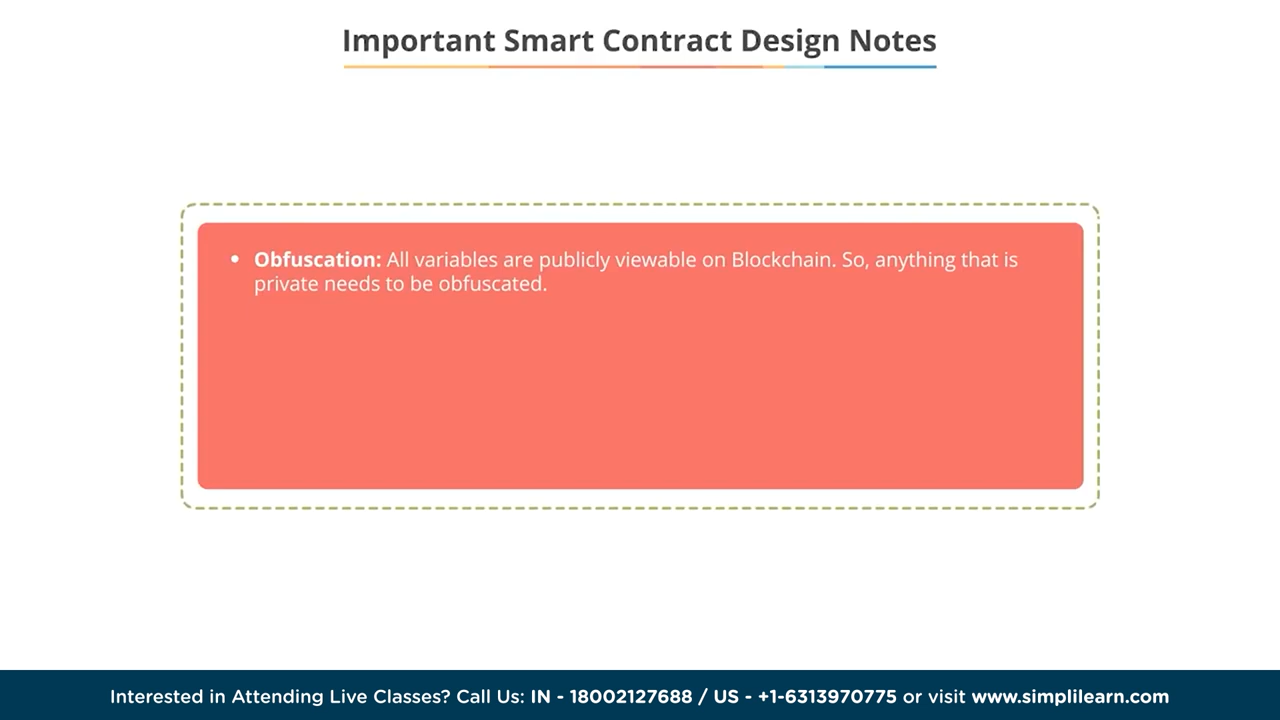 Important Smart Contract Design Notes
• Obfuscation: All variables are publicly viewable on Blockchain. So, anything that is
private needs to be obfuscated.
Interested in Attending Live Classes? Call Us: IN - 18002127688 / US - +1-6313970775 or visit www.simplilearn.com